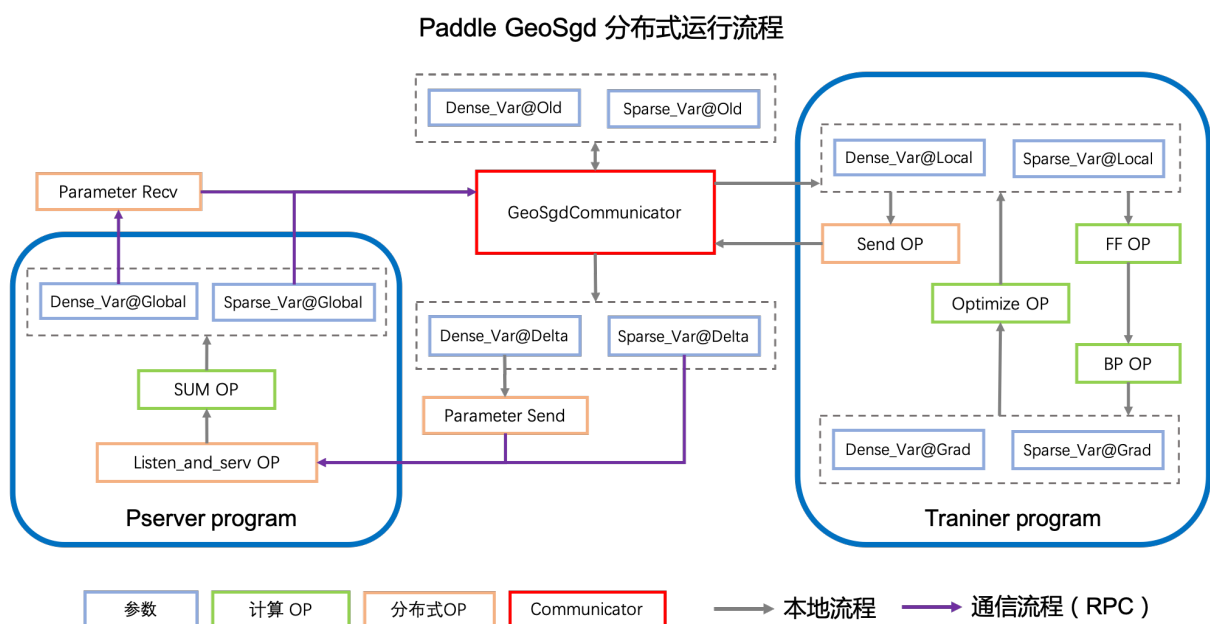 Paddle GeoSgd 分布式运行流程
Dense_Var@Old
Sparse_Var@Old
Dense_Var@Local
Sparse_Var@Local
Parameter Recv
GeoSgdCommunicator
Send OP
FF OP
Dense_Var@Global
Sparse_Var@Global
Optimize OP
Dense_Var@Delta
Sparse_Var@Delta
BP OP
SUM OP
Parameter Send
Listen_and_serv OP
Dense_Var@Grad
Sparse_Var@Grad
Pserver program
Traniner program
参数
计算 OP
分布式OP
Communicator
本地流程
通信流程（RPC）